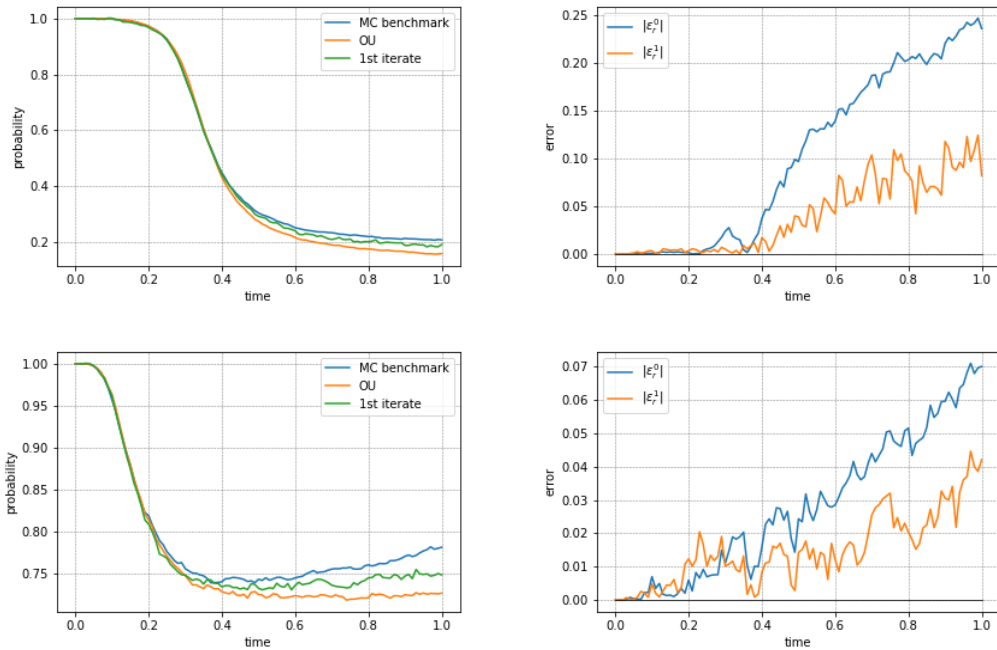 MC benchmark
OU
1st iterate
1.0
0.8
0.6
0.4
0.2
probability
0.0 0.2 0.4 0.6 0.8 1.0
time
|ε_r^0|
|ε_r^1|
0.25
0.20
0.15
0.10
0.05
0.00
error
0.0 0.2 0.4 0.6 0.8 1.0
time
MC benchmark
OU
1st iterate
1.00
0.95
0.90
0.85
0.80
0.75
probability
0.0 0.2 0.4 0.6 0.8 1.0
time
|ε_r^0|
|ε_r^1|
0.07
0.06
0.05
0.04
0.03
0.02
0.01
0.00
error
0.0 0.2 0.4 0.6 0.8 1.0
time